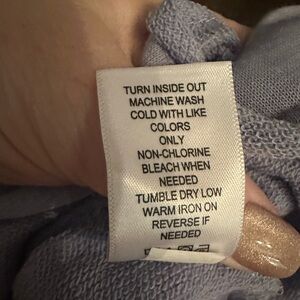 TURN INSIDE OUT
MACHINE WASH
COLD WITH LIKE
COLORS
ONLY
NON-CHLORINE
BLEACH WHEN
NEEDED
TUMBLE DRY LOW
WARM IRON ON
REVERSE IF
NEEDED